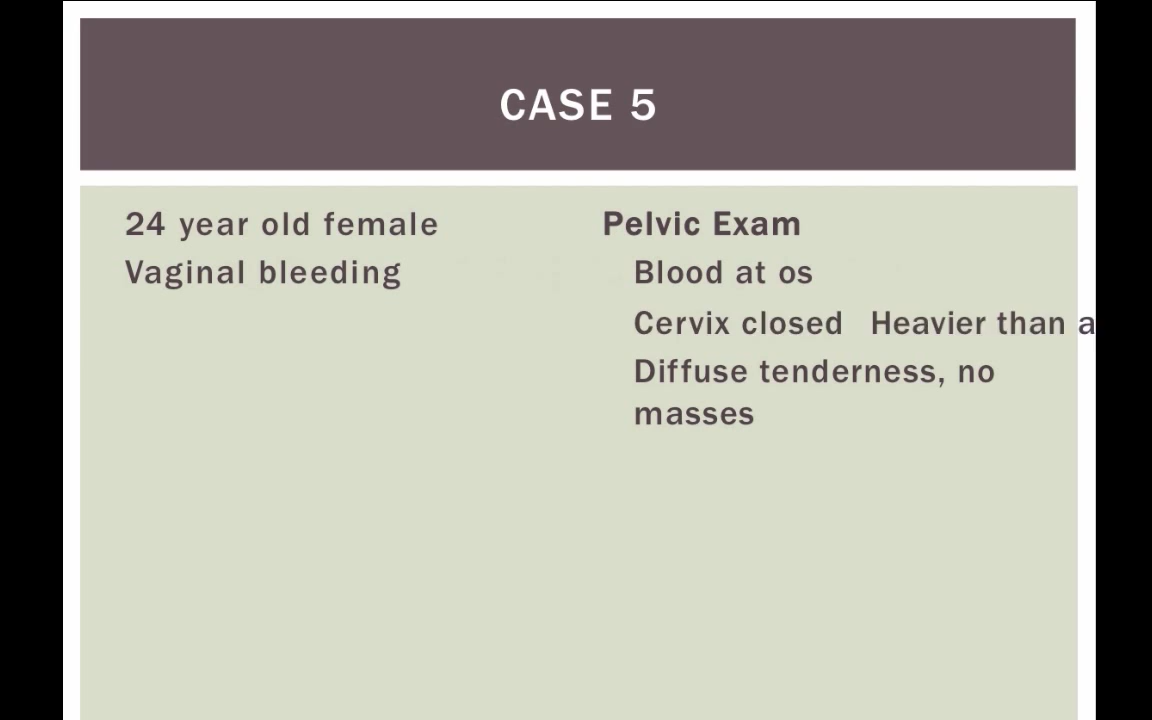 CASE 5
24 year old female
Vaginal bleeding
Pelvic Exam
Blood at os
Cervix closed Heavier than a
Diffuse tenderness, no
masses